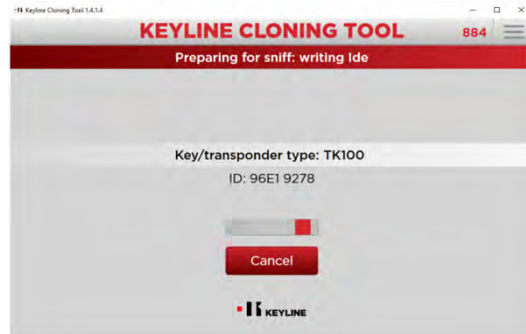 Keyline Cloning Tool 1.4.1.4
KEYLINE CLONING TOOL
884
Preparing for sniff: writing Ide
Key/transponder type: TK100
ID: 96E1 9278
Cancel
KEYLINE